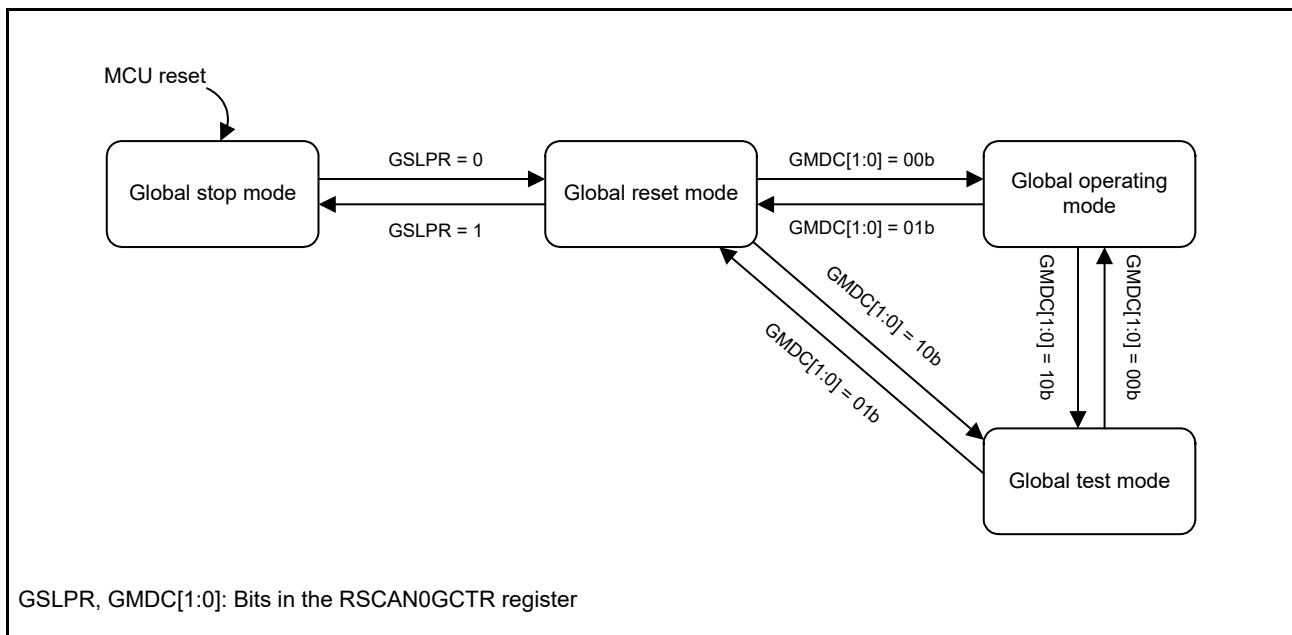 MCU reset
Global stop mode
GSLPR = 0
GSLPR = 1
Global reset mode
GMDC[1:0] = 00b
GMDC[1:0] = 01b
Global operating
mode
GMDC[1:0] = 10b
GMDC[1:0] = 01b
GMDC[1:0] = 10b
GMDC[1:0] = 00b
Global test mode
GSLPR, GMDC[1:0]: Bits in the RSCAN0GCTR register